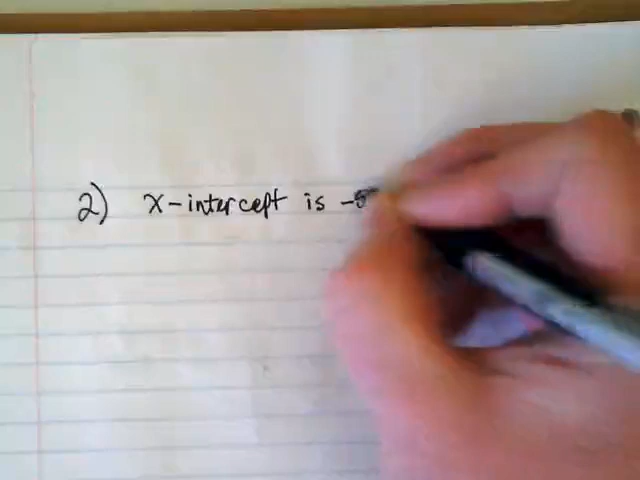 2) x-intercept is -